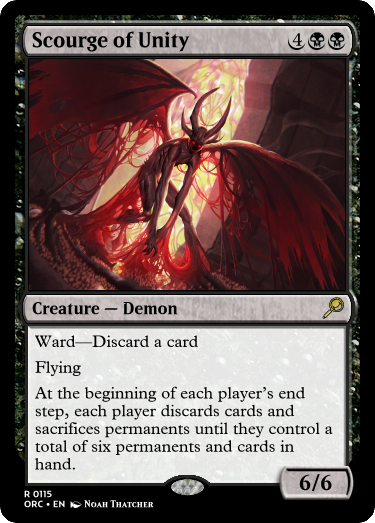 Scourge of Unity 4
Creature — Demon
Ward—Discard a card
Flying
At the beginning of each player's end
step, each player discards cards and
sacrifices permanents until they control a
total of six permanents and cards in
hand.
6/6
R 0115
ORC • EN Noah Thatcher